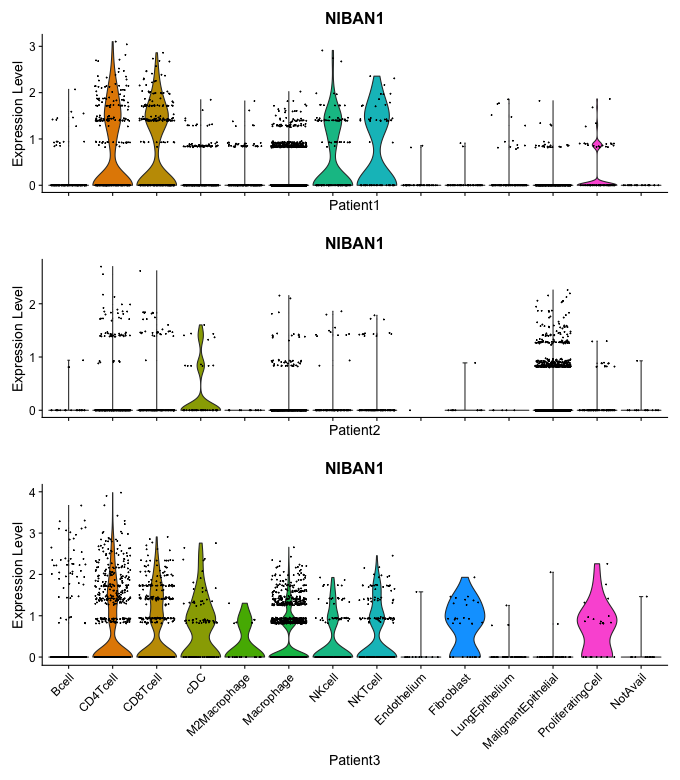 NIBAN1
Expression Level
3
2
1
0
Patient1
NIBAN1
Expression Level
2
1
0
Patient2
NIBAN1
Expression Level
4
3
2
1
0
Bcell
CD4Tcell
CD8Tcell
cDC
M2Macrophage
Macrophage
NKcell
NKTcell
Endothelium
Fibroblast
LungEpithelium
MalignantEpithelial
ProliferatingCell
NotAvail
Patient3